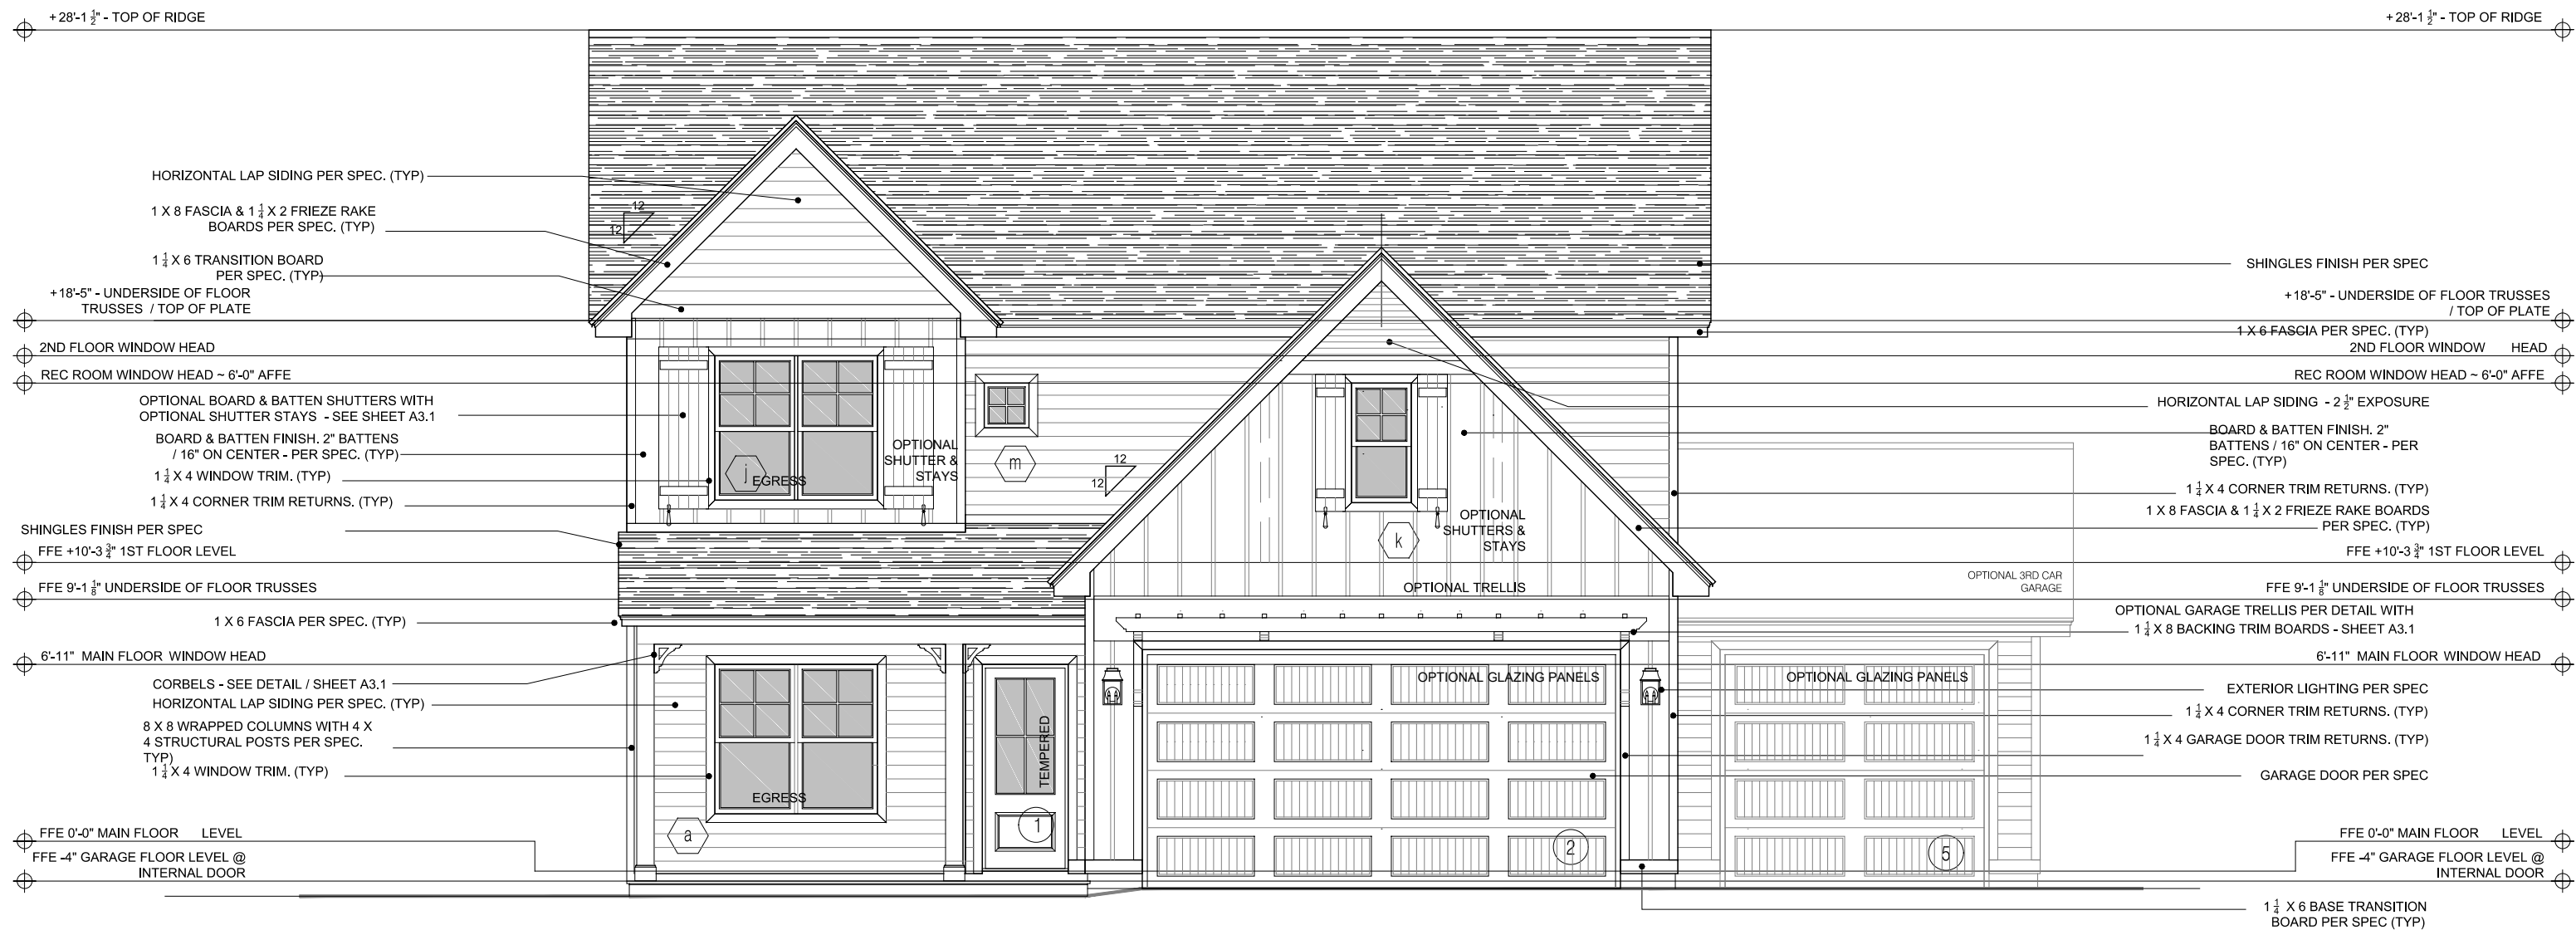 +28'-1 1/2" - TOP OF RIDGE
+28'-1 1/2" - TOP OF RIDGE
HORIZONTAL LAP SIDING PER SPEC. (TYP)
1 X 8 FASCIA & 1 1/4 X 2 FRIEZE RAKE
BOARDS PER SPEC. (TYP)
1 1/4 X 6 TRANSITION BOARD
PER SPEC. (TYP)
+18'-5" - UNDERSIDE OF FLOOR
TRUSSES / TOP OF PLATE
2ND FLOOR WINDOW HEAD
REC ROOM WINDOW HEAD ~ 6'-0" AFFE
OPTIONAL BOARD & BATTEN SHUTTERS WITH
OPTIONAL SHUTTER STAYS - SEE SHEET A3.1
BOARD & BATTEN FINISH. 2" BATTENS
/ 16" ON CENTER - PER SPEC. (TYP)
1 1/4 X 4 WINDOW TRIM. (TYP)
1 1/4 X 4 CORNER TRIM RETURNS. (TYP)
SHINGLES FINISH PER SPEC
FFE +10'-3 3/4" 1ST FLOOR LEVEL
FFE 9'-1 1/8" UNDERSIDE OF FLOOR TRUSSES
1 X 6 FASCIA PER SPEC. (TYP)
6'-11" MAIN FLOOR WINDOW HEAD
CORBELS - SEE DETAIL / SHEET A3.1
HORIZONTAL LAP SIDING PER SPEC. (TYP)
8 X 8 WRAPPED COLUMNS WITH 4 X
4 STRUCTURAL POSTS PER SPEC.
TYP)
1 1/4 X 4 WINDOW TRIM. (TYP)
FFE 0'-0" MAIN FLOOR LEVEL
FFE -4" GARAGE FLOOR LEVEL @
INTERNAL DOOR
12
12
j
EGRESS
OPTIONAL
SHUTTER &
STAYS
m
12
12
k
OPTIONAL
SHUTTERS &
STAYS
OPTIONAL TRELLIS
OPTIONAL GLAZING PANELS
EGRESS
a
TEMPERED
1
2
OPTIONAL 3RD CAR
GARAGE
OPTIONAL GLAZING PANELS
5
SHINGLES FINISH PER SPEC
+18'-5" - UNDERSIDE OF FLOOR TRUSSES
/ TOP OF PLATE
1 X 6 FASCIA PER SPEC. (TYP)
2ND FLOOR WINDOW HEAD
REC ROOM WINDOW HEAD ~ 6'-0" AFFE
HORIZONTAL LAP SIDING - 2 1/2" EXPOSURE
BOARD & BATTEN FINISH. 2"
BATTENS / 16" ON CENTER - PER
SPEC. (TYP)
1 1/4 X 4 CORNER TRIM RETURNS. (TYP)
1 X 8 FASCIA & 1 1/4 X 2 FRIEZE RAKE BOARDS
PER SPEC. (TYP)
FFE +10'-3 3/4" 1ST FLOOR LEVEL
FFE 9'-1 1/8" UNDERSIDE OF FLOOR TRUSSES
OPTIONAL GARAGE TRELLIS PER DETAIL WITH
1 1/4 X 8 BACKING TRIM BOARDS - SHEET A3.1
6'-11" MAIN FLOOR WINDOW HEAD
EXTERIOR LIGHTING PER SPEC
1 1/4 X 4 CORNER TRIM RETURNS. (TYP)
1 1/4 X 4 GARAGE DOOR TRIM RETURNS. (TYP)
GARAGE DOOR PER SPEC
FFE 0'-0" MAIN FLOOR LEVEL
FFE -4" GARAGE FLOOR LEVEL @
INTERNAL DOOR
1 1/4 X 6 BASE TRANSITION
BOARD PER SPEC (TYP)